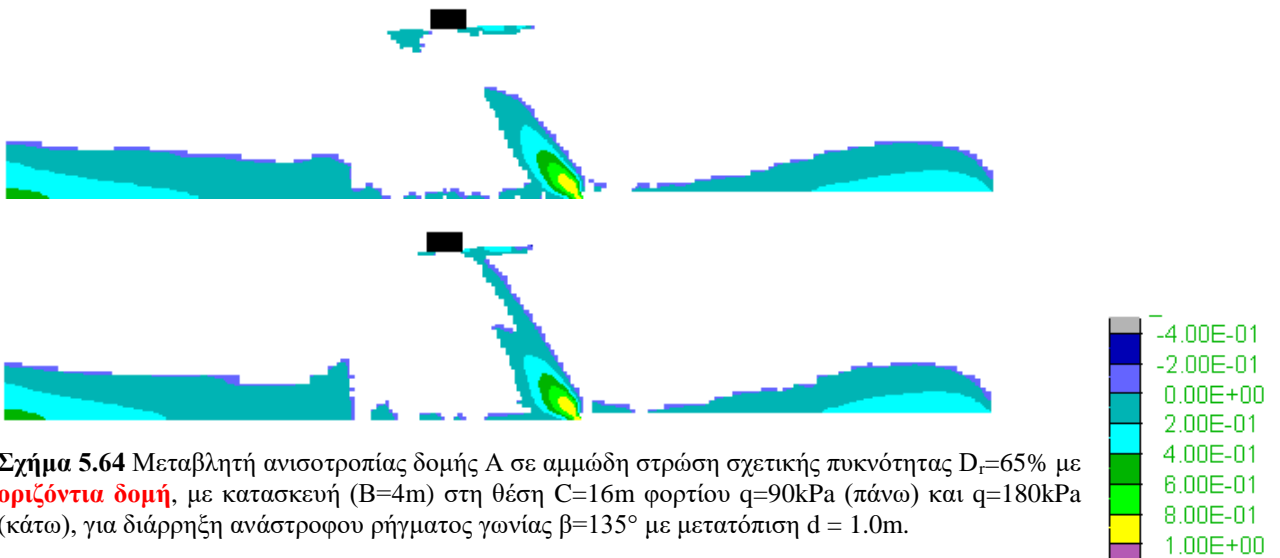 -4.00E-01
-2.00E-01
0.00E+00
2.00E-01
4.00E-01
6.00E-01
8.00E-01
1.00E+00
Σχήμα 5.64 Μεταβλητή ανισοτροπίας δομής Α σε αμμώδη στρώση σχετικής πυκνότητας Dr=65% με
οριζόντια δομή, με κατασκευή (Β=4m) στη θέση C=16m φορτίου q=90kPa (πάνω) και q=180kPa
(κάτω), για διάρρηξη ανάστροφου ρήγματος γωνίας β=135° με μετατόπιση d = 1.0m.